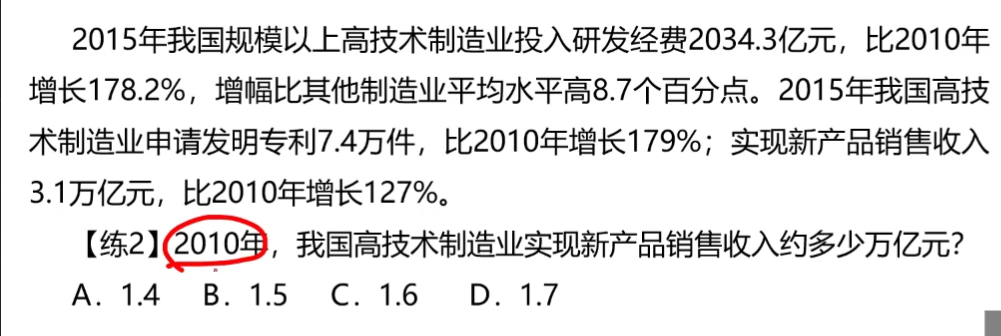 2015年我国规模以上高技术制造业投入研发经费2034.3亿元，比2010年
增长178.2%，增幅比其他制造业平均水平高8.7个百分点。2015年我国高技
术制造业申请发明专利7.4万件，比2010年增长179%；实现新产品销售收入
3.1万亿元，比2010年增长127%。
【练2】2010年，我国高技术制造业实现新产品销售收入约多少万亿元？
A．1.4 B．1.5 C．1.6 D．1.7